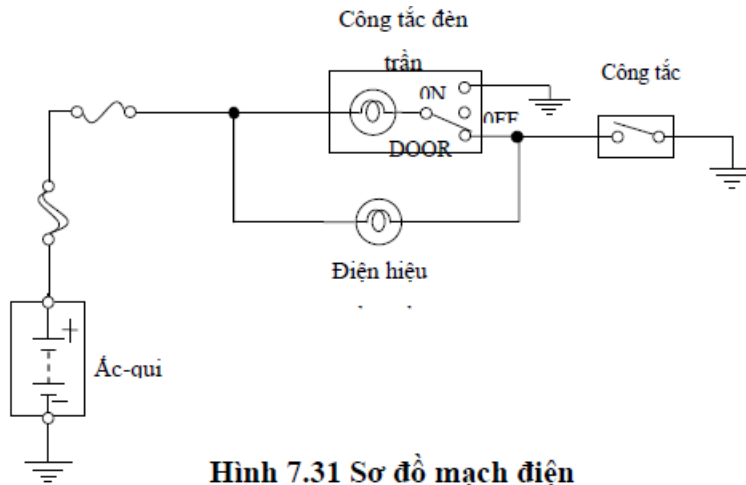 Công tắc đèn
trần
Công tắc
0N
0FF
DOOR
Điện hiệu
+
Ắc-qui
−
Hình 7.31 Sơ đồ mạch điện